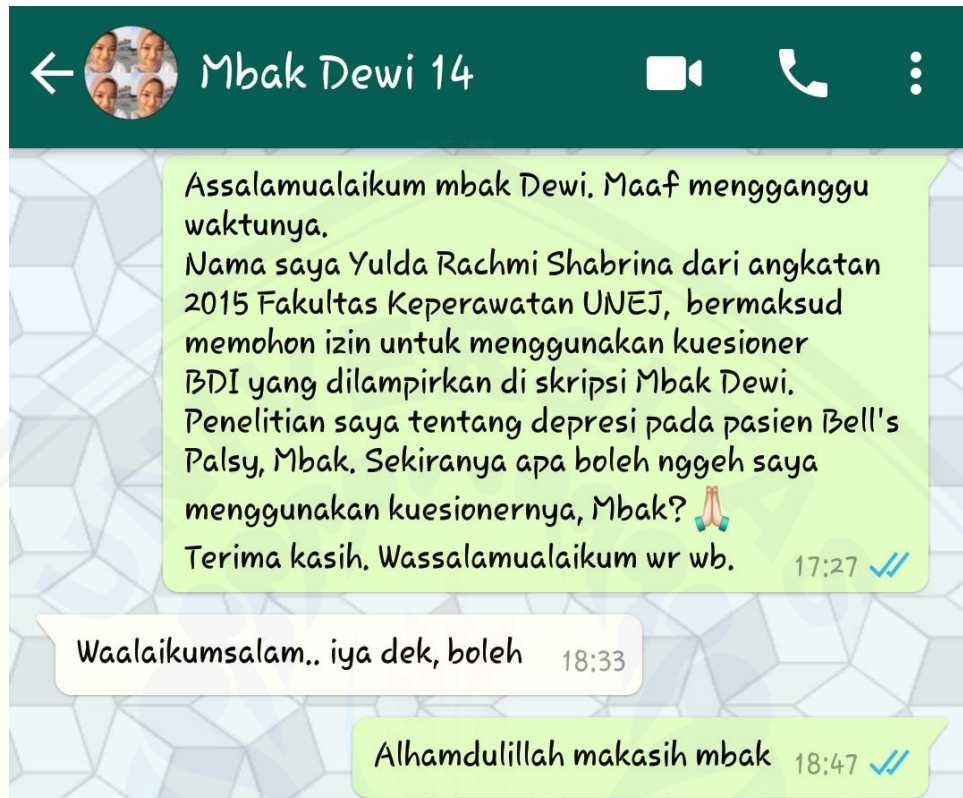 Mbak Dewi 14
Assalamualaikum mbak Dewi. Maaf mengganggu
waktunya.
Nama saya Yulda Rachmi Shabrina dari angkatan
2015 Fakultas Keperawatan UNEJ, bermaksud
memohon izin untuk menggunakan kuesioner
BDI yang dilampirkan di skripsi Mbak Dewi.
Penelitian saya tentang depresi pada pasien Bell's
Palsy, Mbak. Sekiranya apa boleh nggeh saya
menggunakan kuesionernya, Mbak? 🙏🏻
Terima kasih. Wassalamualaikum wr wb. 17:27
Waalaikumsalam.. iya dek, boleh 18:33
Alhamdulillah makasih mbak 18:47